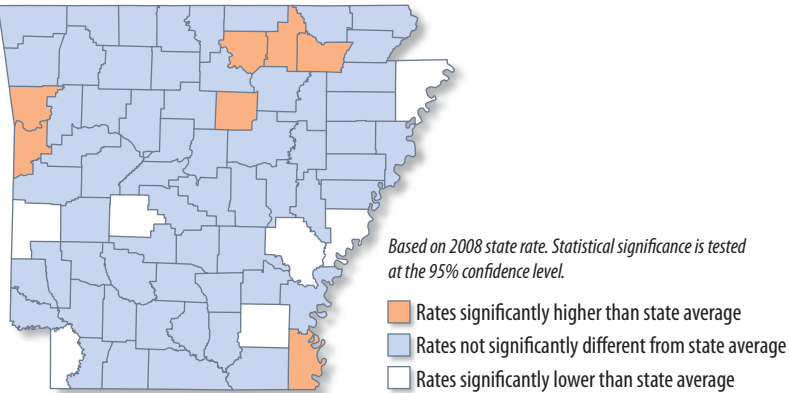 Based on 2008 state rate. Statistical significance is tested
at the 95% confidence level.
Rates significantly higher than state average
Rates not significantly different from state average
Rates significantly lower than state average